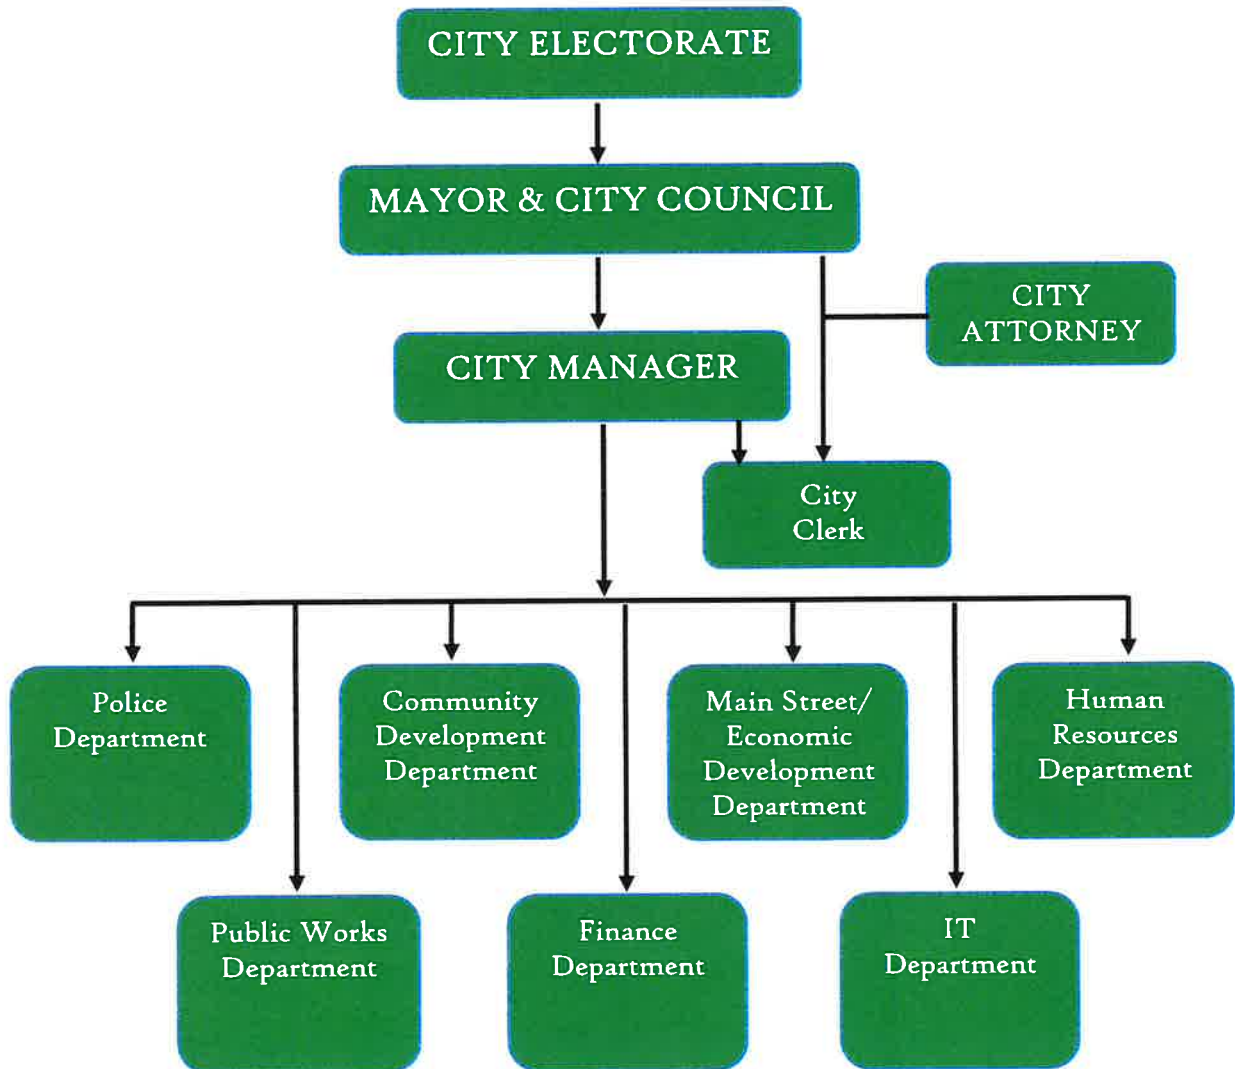 CITY ELECTORATE
MAYOR & CITY COUNCIL
CITY
ATTORNEY
CITY MANAGER
City
Clerk
Police
Department
Community
Development
Department
Main Street/
Economic
Development
Department
Human
Resources
Department
Public Works
Department
Finance
Department
IT
Department